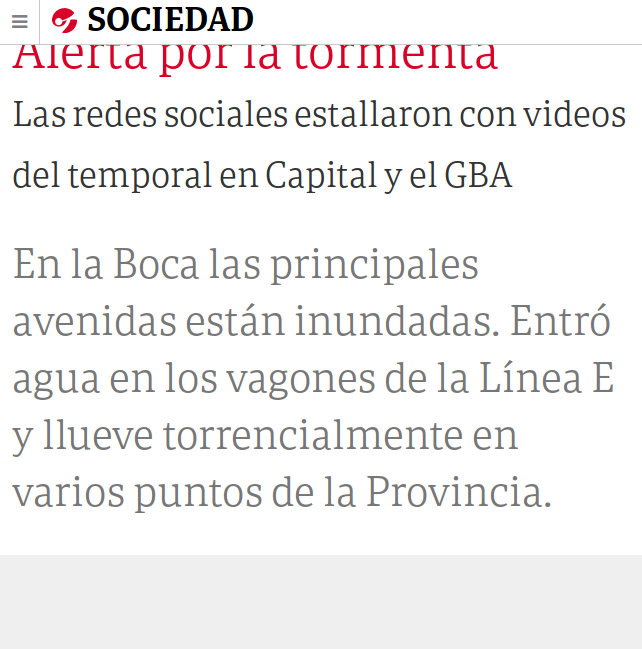 SOCIEDAD
Alerta por la tormenta
Las redes sociales estallaron con videos
del temporal en Capital y el GBA
En la Boca las principales
avenidas están inundadas. Entró
agua en los vagones de la Línea E
y llueve torrencialmente en
varios puntos de la Provincia.